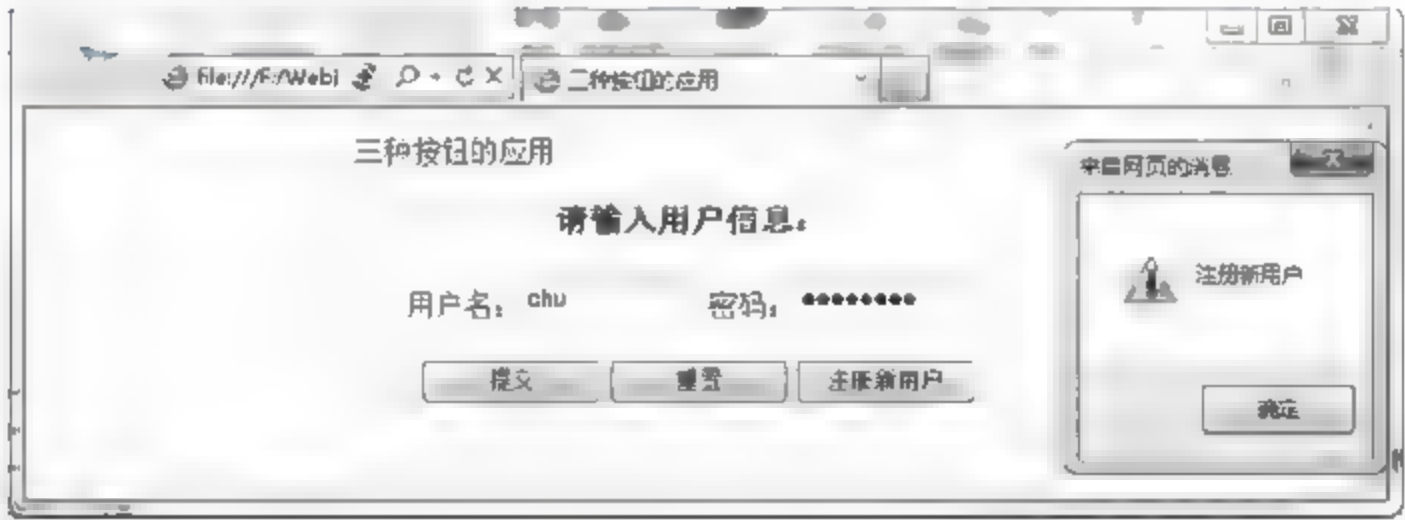 file:///F:/Webi
三种按钮的应用
三种按钮的应用
来自网页的消息
请输入用户信息：
注册新用户
用户名： chu 密码： ●●●●●●●●
提交 重置 注册新用户
确定